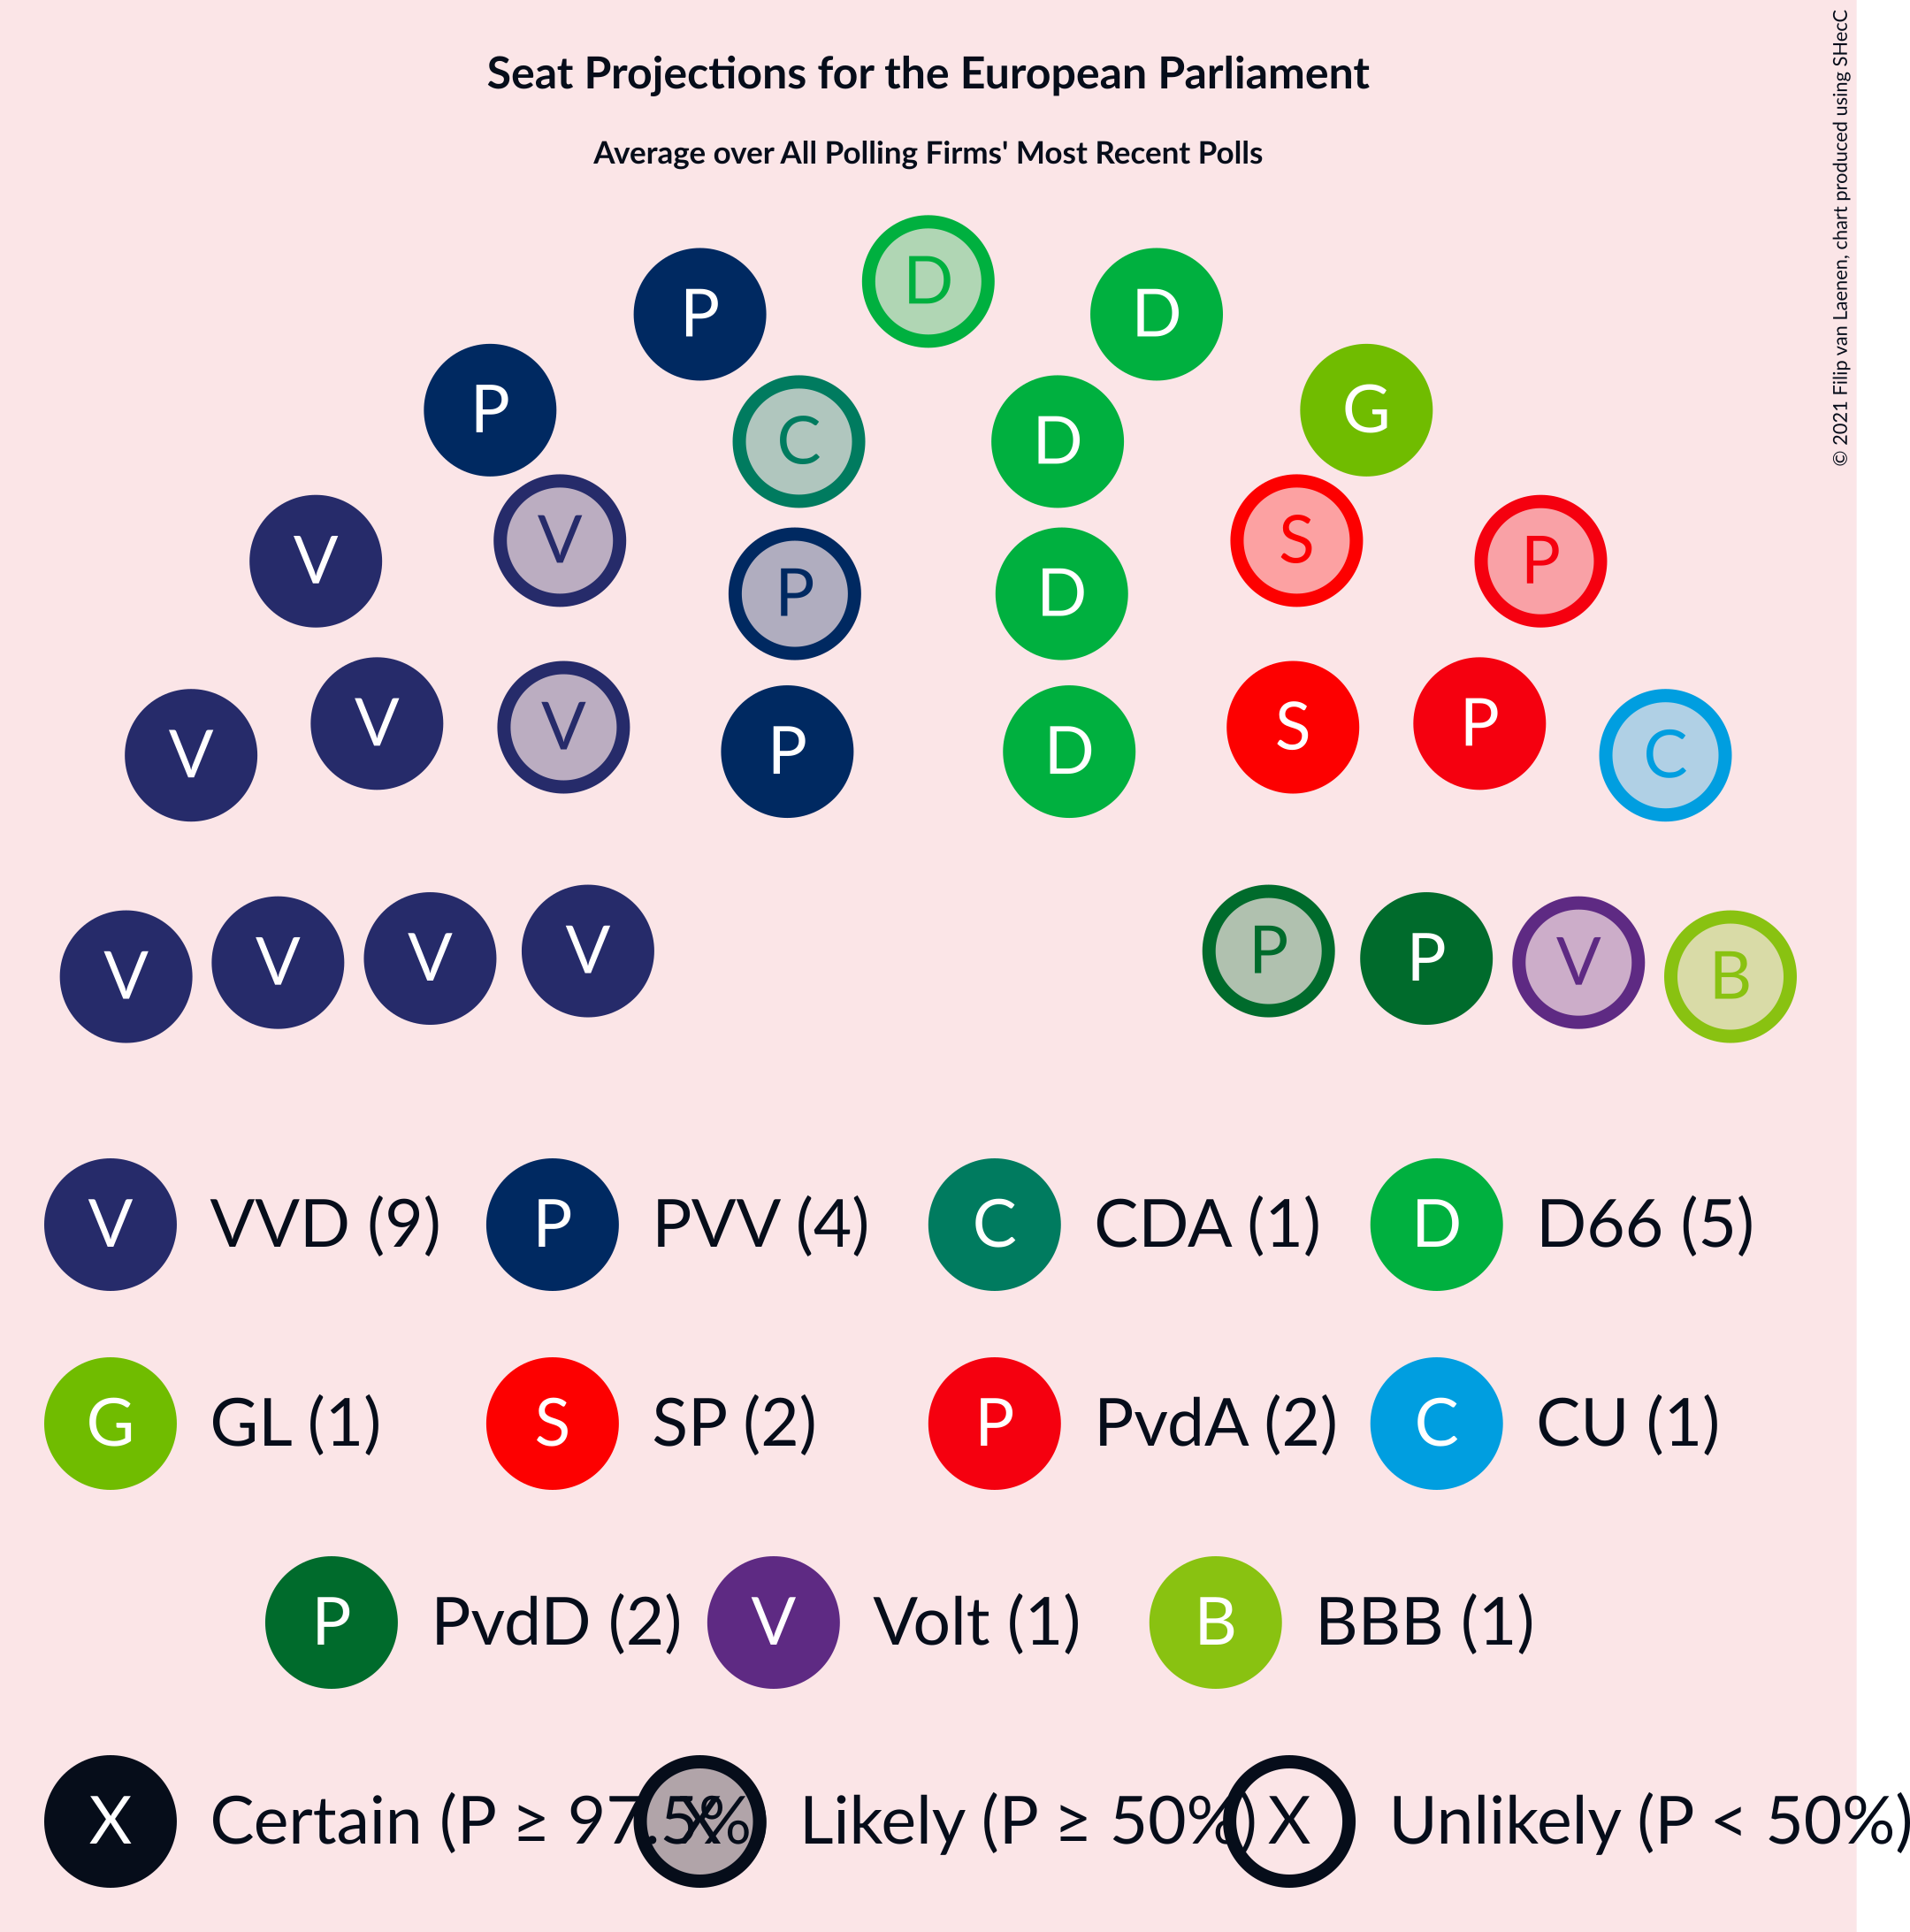 Seat Projections for the European Parliament
Average over All Polling Firms' Most Recent Polls
© 2021 Filip van Laenen, chart produced using SHecC
D
P D
P G
C D
V V S P
P D
V V V P D S P C
V V V V P P V B
V VVD (9) P PVV (4) C CDA (1) D D66 (5)
G GL (1) S SP (2) P PvdA (2) C CU (1)
P PvdD (2) V Volt (1) B BBB (1)
X Certain (P ≥ 97.5% X Likely (P ≥ 50%) X Unlikely (P < 50%)